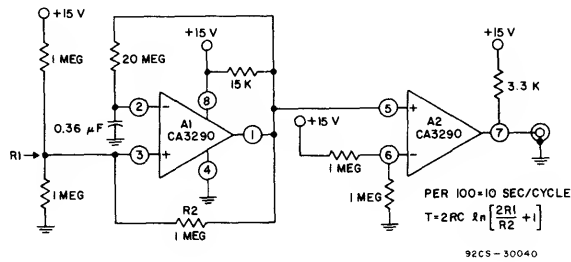 +15 V
1 MEG
20 MEG
0.36 µF
R1
1 MEG
+15 V
15 K
2
8
A1
CA3290
1
3
4
R2
1 MEG
+15 V
1 MEG
5
6
A2
CA3290
7
1 MEG
+15 V
3.3 K
PER 100=10 SEC/CYCLE
T=2RC ln[2R1/R2 +1]
92CS-30040